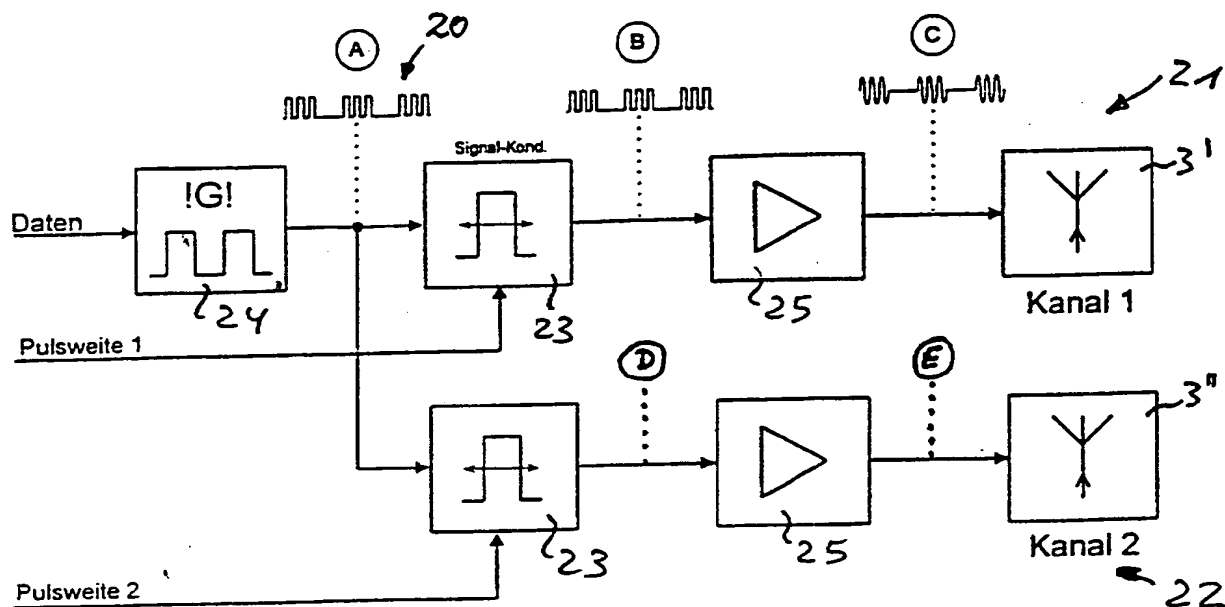 A
20
B
C
21
Signal-Kond.
!G!
3'
Daten
24
23
25
Kanal 1
Pulsweite 1
D
E
3"
23
25
Kanal 2
Pulsweite 2
22